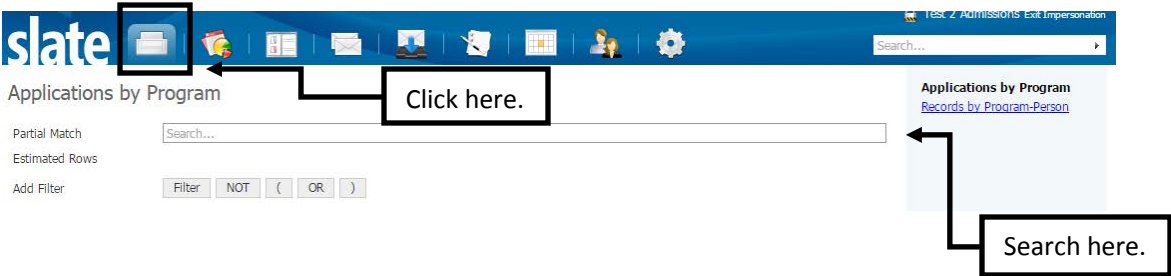 Test 2 Admissions Exit Impersonation
slate
Search...
Click here.
Applications by Program
Applications by Program
Records by Program-Person
Partial Match
Search...
Estimated Rows
Add Filter
Filter NOT ( OR )
Search here.